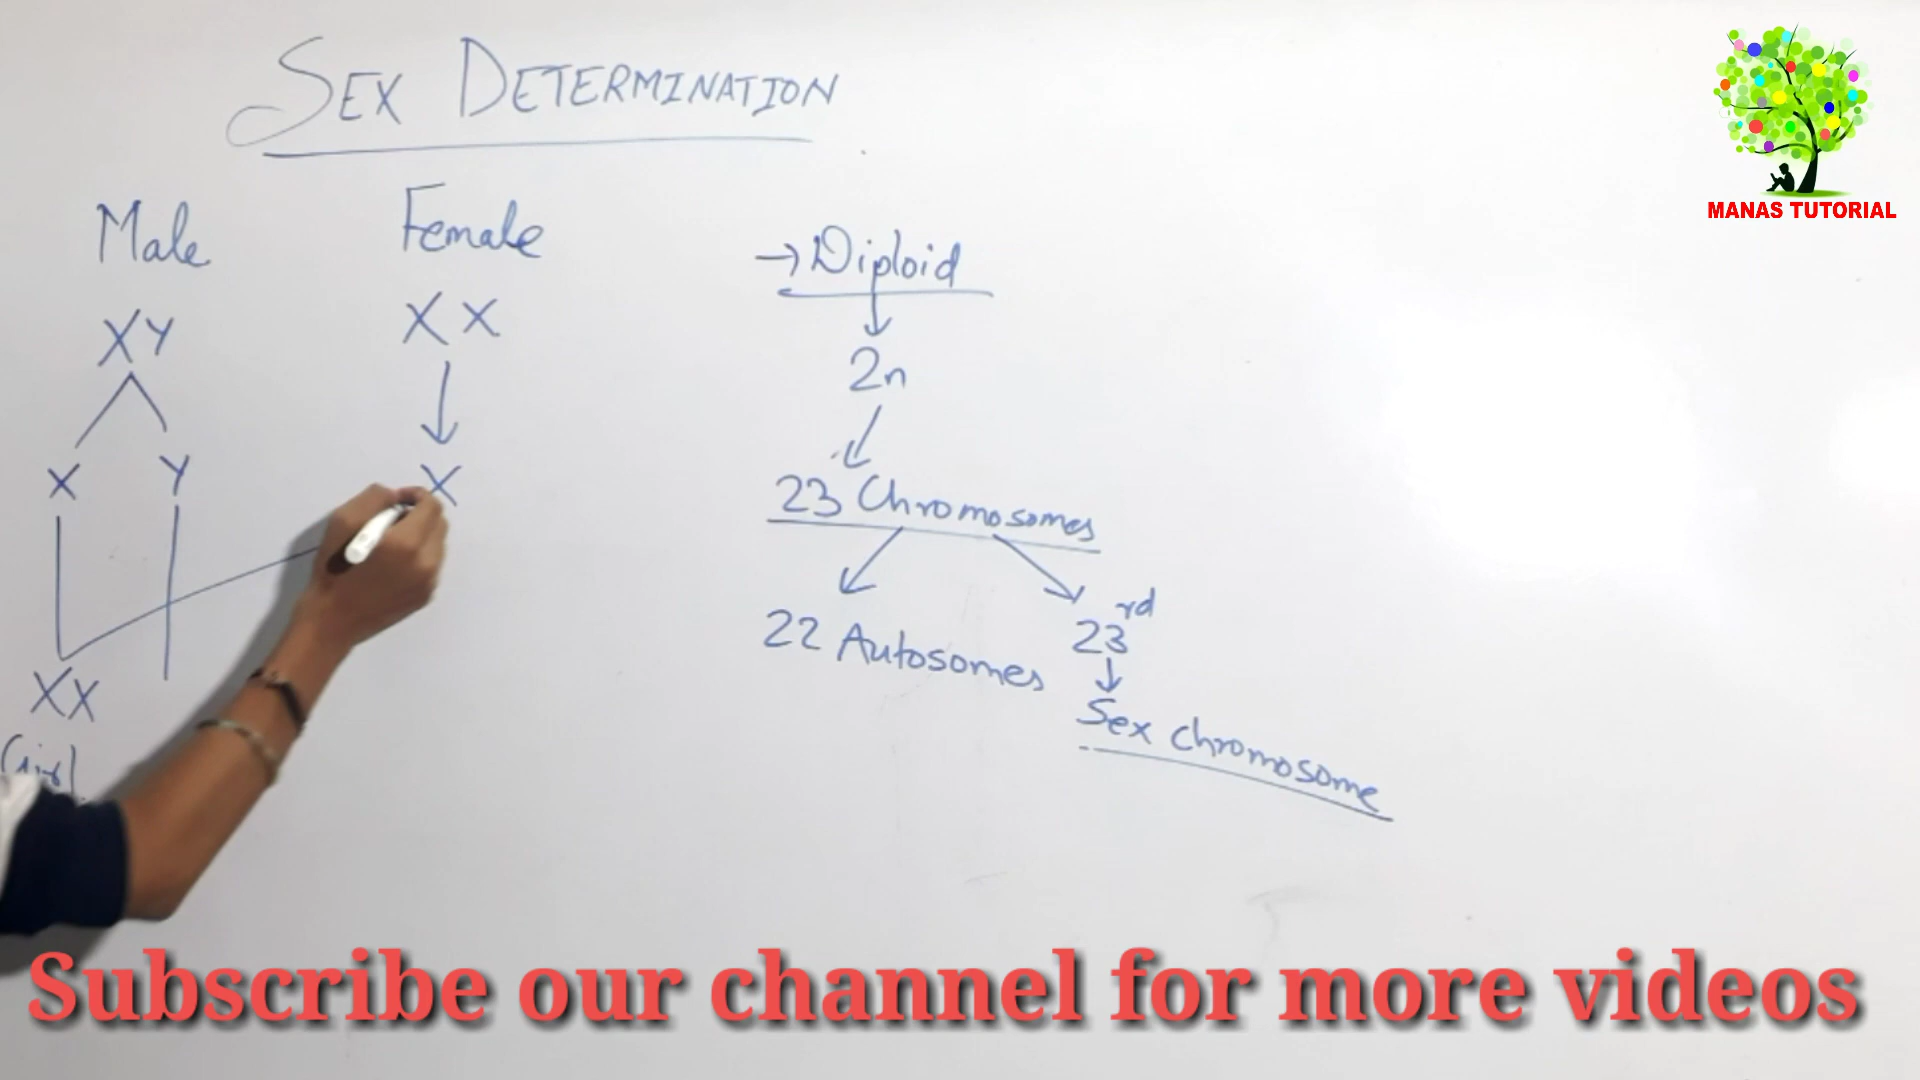 SEX DETERMINATION
MANAS TUTORIAL
Male
Female
XY
XX
X
Y
X
XX
Girl
→Diploid
2n
23 Chromosomes
22 Autosomes
23rd
Sex chromosome
Subscribe our channel for more videos